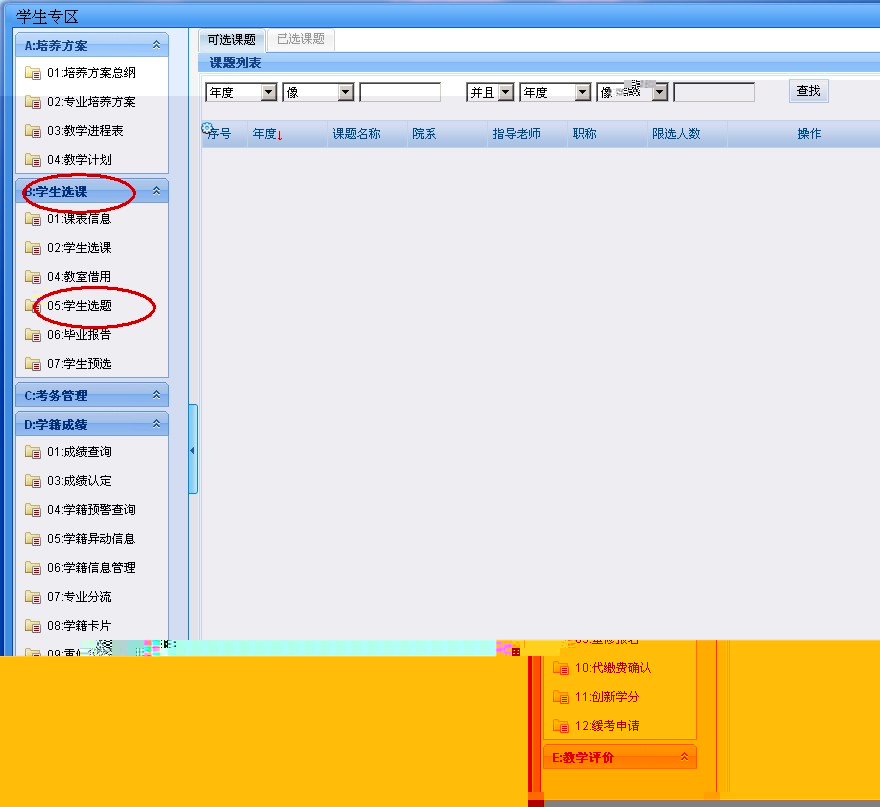 学生专区
A:培养方案
01:培养方案总纲
02:专业培养方案
03:教学进程表
04:教学计划
B:学生选课
01:课表信息
02:学生选课
04:教室借用
05:学生选题
06:毕业报告
07:学生预选
C:考务管理
D:学籍成绩
01:成绩查询
03:成绩认定
04:学籍预警查询
05:学籍异动信息
06:学籍信息管理
07:专业分流
08:学籍卡片
可选课题 已选课题
课题列表
年度 像 并且 年度 像 查找
序号 年度↓ 课题名称 院系 指导老师 职称 限选人数 操作
10:代缴费确认
11:创新学分
12:缓考申请
E:教学评价